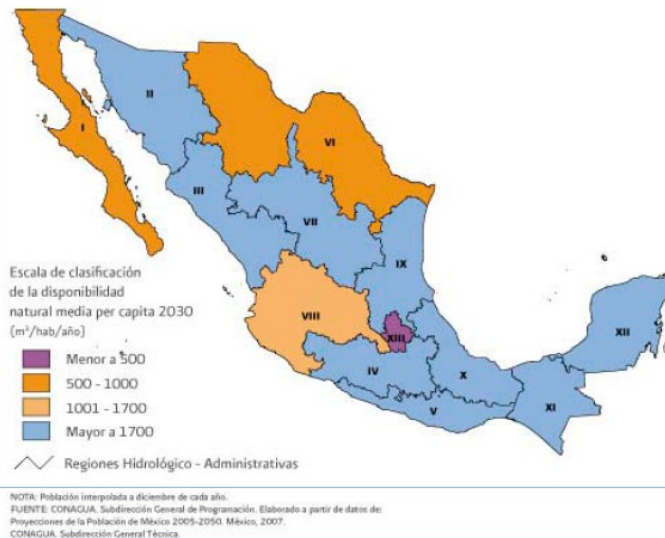 I
II
III
VI
VII
IX
VIII
XIII
IV
X
V
XI
XII
Escala de clasificación
de la disponibilidad
natural media per capita 2030
(m³/hab/año)
Menor a 500
500 - 1000
1001 - 1700
Mayor a 1700
Regiones Hidrológico - Administrativas
NOTA: Población interpolada a diciembre de cada año.
FUENTE: CONAGUA. Subdirección General de Programación. Elaborado a partir de datos de:
Proyecciones de la Población de México 2005-2050. México, 2007.
CONAGUA. Subdirección General Técnica.